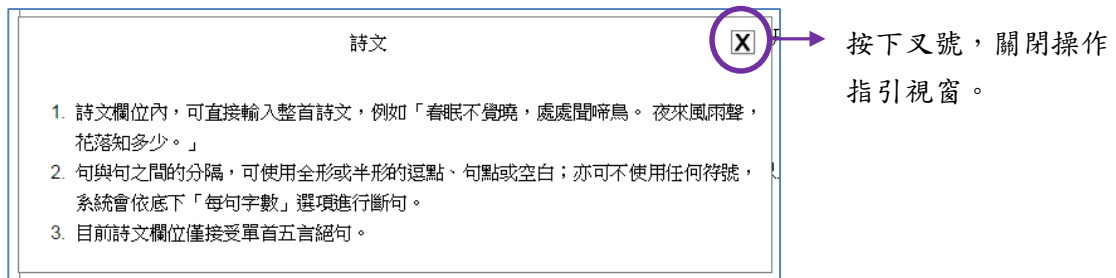 詩文
X
按下叉號，關閉操作
指引視窗。
1. 詩文欄位內，可直接輸入整首詩文，例如「春眠不覺曉，處處聞啼鳥。 夜來風雨聲，
花落知多少。」
2. 句與句之間的分隔，可使用全形或半形的逗點、句點或空白；亦可不使用任何符號，
系統會依底下「每句字數」選項進行斷句。
3. 目前詩文欄位僅接受單首五言絕句。